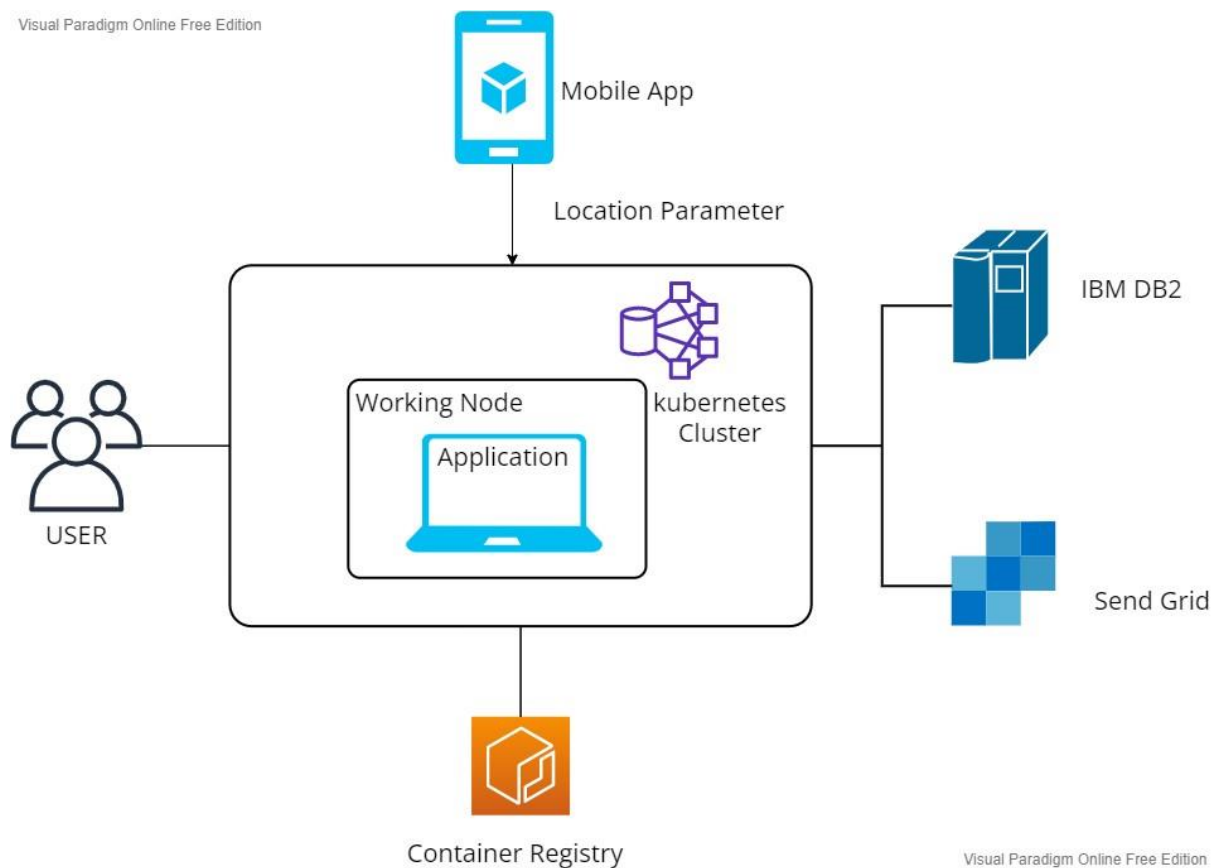 Visual Paradigm Online Free Edition
Mobile App
Location Parameter
IBM DB2
kubernetes
Cluster
Working Node
Application
USER
Send Grid
Container Registry
Visual Paradigm Online Free Edition